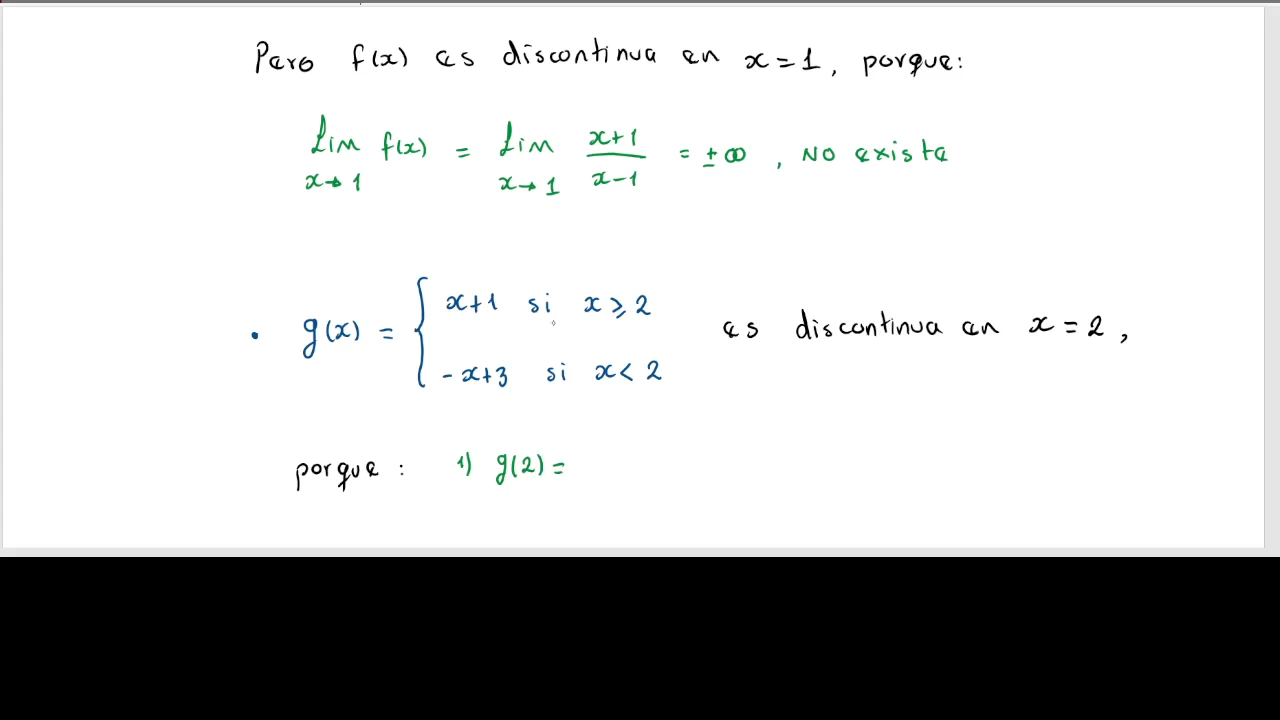 Pero f(x) es discontinua en x = 1, porque:
lim f(x) = lim x+1 / x-1 = ± ∞ , no existe
x→1 x→1
• g(x) = { x+1 si x ⩾ 2
-x+3 si x < 2
es discontinua en x = 2,
porque : 1) g(2) =